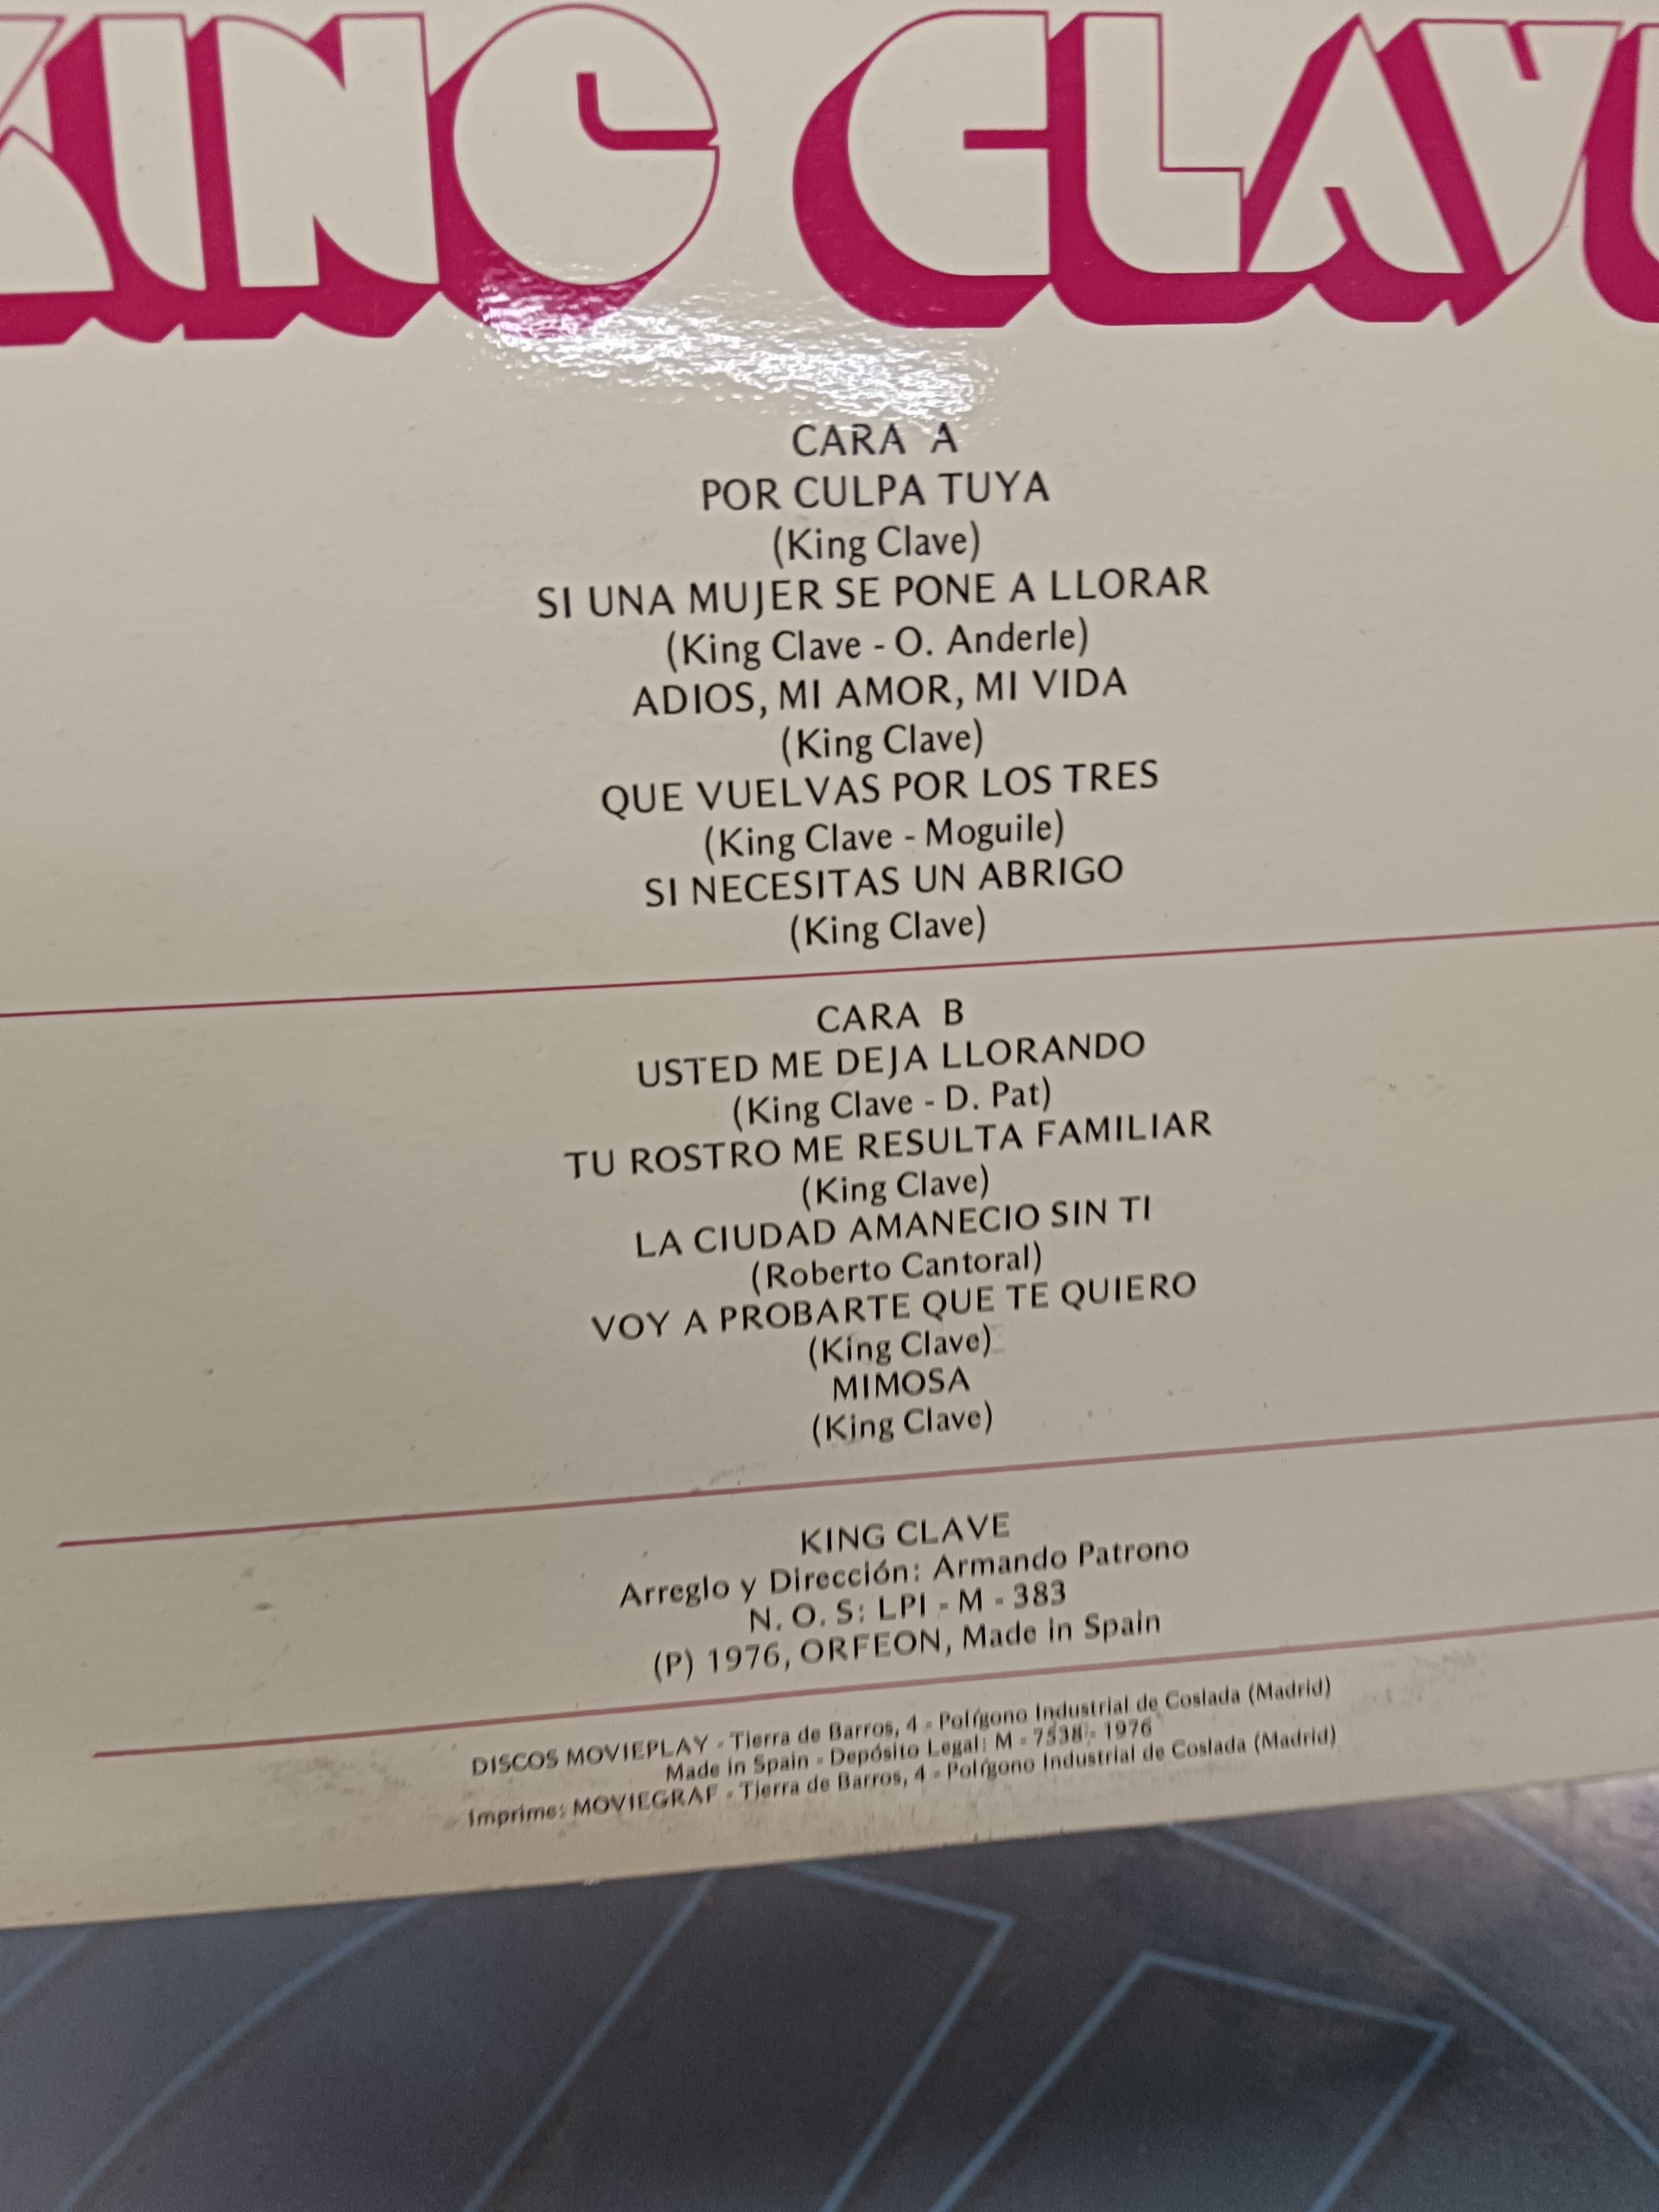 KING CLAVE
CARA A
POR CULPA TUYA
(King Clave)
SI UNA MUJER SE PONE A LLORAR
(King Clave - O. Anderle)
ADIOS, MI AMOR, MI VIDA
(King Clave)
QUE VUELVAS POR LOS TRES
(King Clave - Moguile)
SI NECESITAS UN ABRIGO
(King Clave)
CARA B
USTED ME DEJA LLORANDO
(King Clave - D. Pat)
TU ROSTRO ME RESULTA FAMILIAR
(King Clave)
LA CIUDAD AMANECIO SIN TI
(Roberto Cantoral)
VOY A PROBARTE QUE TE QUIERO
(King Clave)
MIMOSA
(King Clave)
KING CLAVE
Arreglo y Dirección: Armando Patrono
N. O. S: LPI - M - 383
(P) 1976, ORFEON, Made in Spain
DISCOS MOVIEPLAY - Tierra de Barros, 4 - Polígono Industrial de Coslada (Madrid)
Made in Spain - Depósito Legal: M - 7538 - 1976
Imprime: MOVIEGRAF - Tierra de Barros, 4 - Polígono Industrial de Coslada (Madrid)